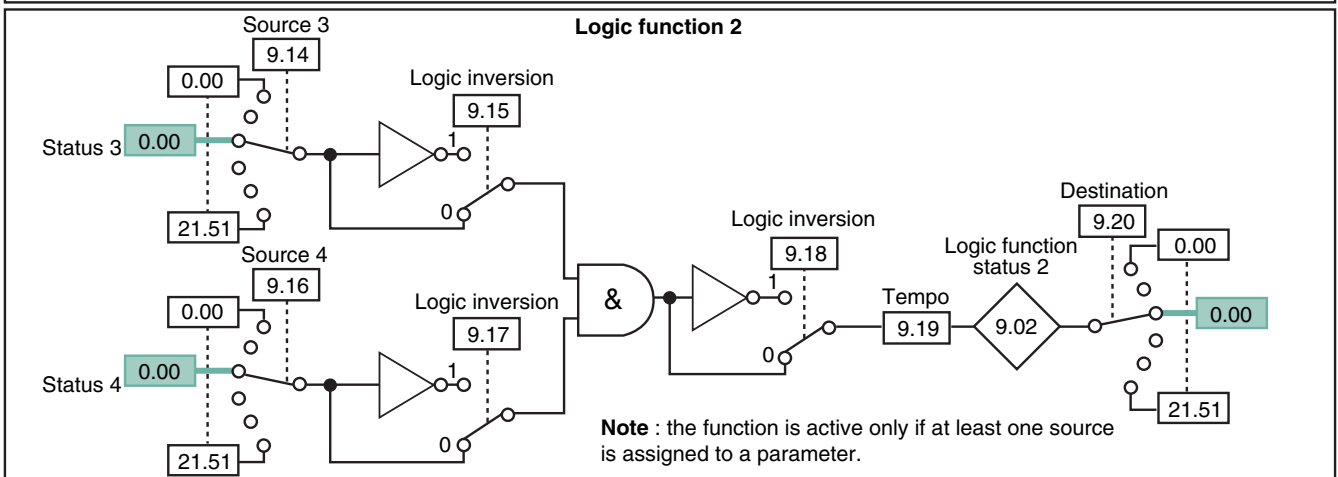 Logic function 2
Source 3
9.14
0.00
Logic inversion
9.15
1
Status 3 0.00
0
21.51
Source 4
9.16
0.00
Logic inversion
9.17
1
Status 4 0.00
0
21.51
&
Logic inversion
9.18
1
0
Tempo
9.19
Logic function
status 2
9.02
Destination
9.20
0.00
0.00
21.51
Note : the function is active only if at least one source
is assigned to a parameter.